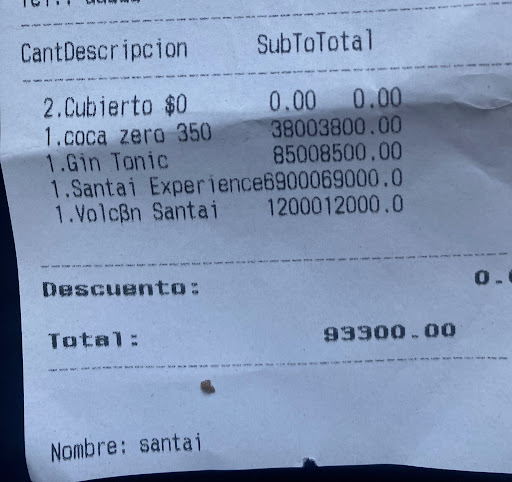 CantDescripcion SubToTotal
2.Cubierto $0 0.00 0.00
1.coca zero 350 38003800.00
1.Gin Tonic 85008500.00
1.Santai Experience6900069000.0
1.Volcβn Santai 1200012000.0
Descuento: 0.
Total: 93300.00
Nombre: santai